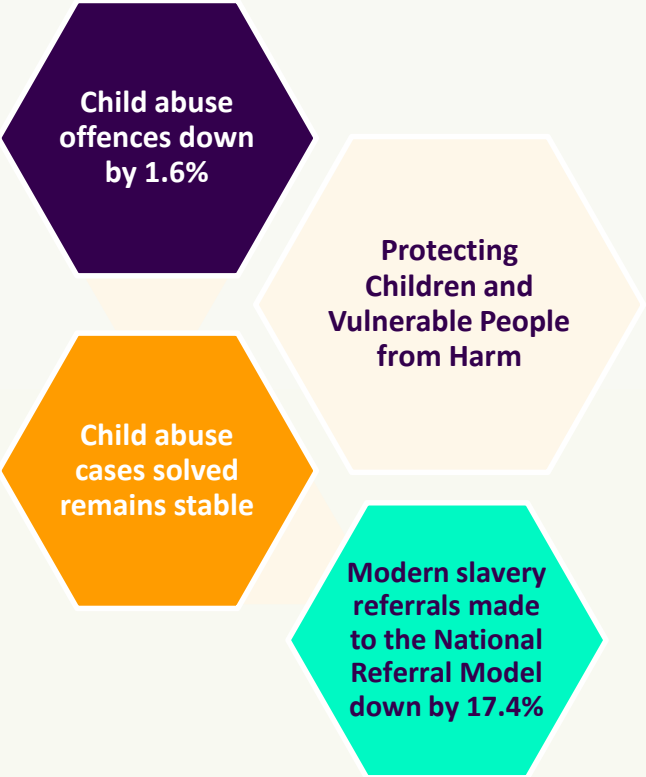 Child abuse
offences down
by 1.6%
Protecting
Children and
Vulnerable People
from Harm
Child abuse
cases solved
remains stable
Modern slavery
referrals made
to the National
Referral Model
down by 17.4%